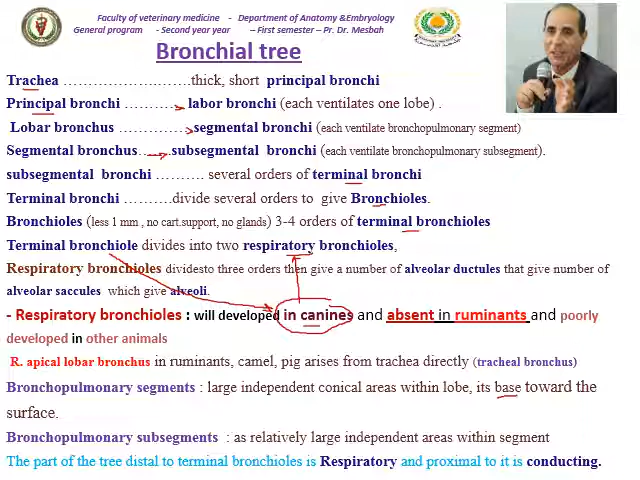 Faculty of veterinary medicine - Department of Anatomy &Embryology
General program - Second year year – First semester – Pr. Dr. Mesbah
Bronchial tree
Trachea ……………………………thick, short principal bronchi
Principal bronchi ………… labor bronchi (each ventilates one lobe) .
Lobar bronchus ……………segmental bronchi (each ventilate bronchopulmonary segment)
Segmental bronchus…..…..subsegmental bronchi (each ventilate bronchopulmonary subsegment).
subsegmental bronchi ………. several orders of terminal bronchi
Terminal bronchi ……….divide several orders to give Bronchioles.
Bronchioles (less 1 mm , no cart.support, no glands) 3-4 orders of terminal bronchioles
Terminal bronchiole divides into two respiratory bronchioles,
Respiratory bronchioles dividesto three orders then give a number of alveolar ductules that give number of
alveolar saccules which give alveoli.
- Respiratory bronchioles : will developed in canines and absent in ruminants and poorly
developed in other animals
R. apical lobar bronchus in ruminants, camel, pig arises from trachea directly (tracheal bronchus)
Bronchopulmonary segments : large independent conical areas within lobe, its base toward the
surface.
Bronchopulmonary subsegments : as relatively large independent areas within segment
The part of the tree distal to terminal bronchioles is Respiratory and proximal to it is conducting.